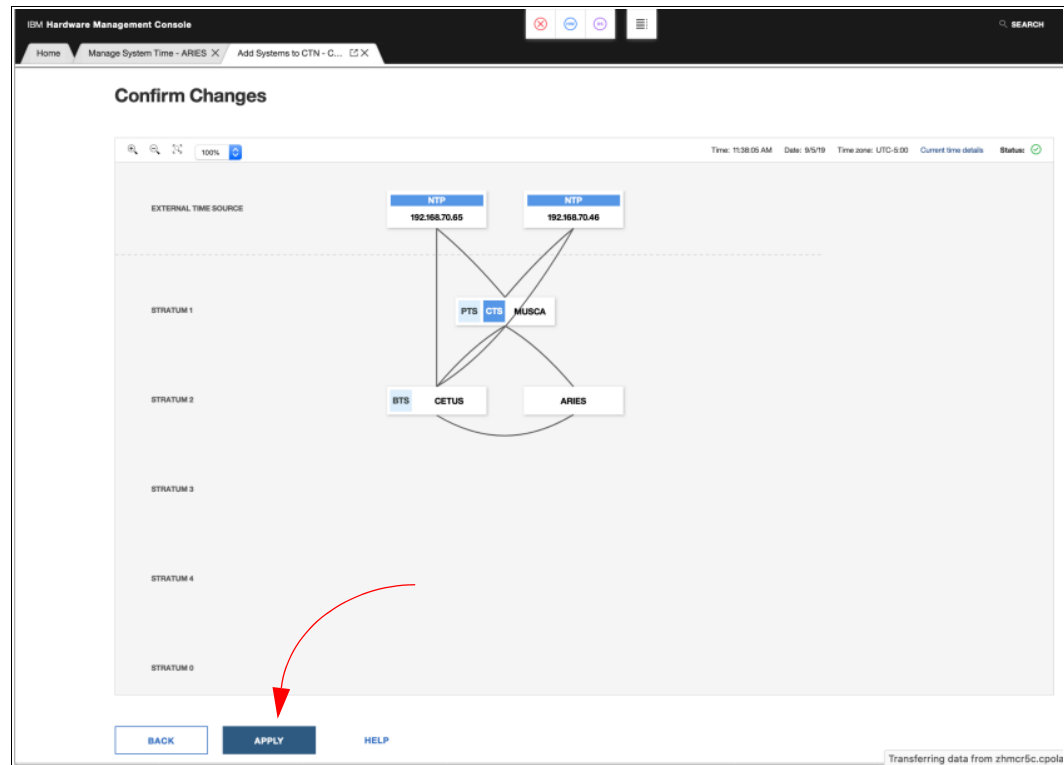 IBM Hardware Management Console
SEARCH
Home
Manage System Time - ARIES
Add Systems to CTN - C...
Confirm Changes
100%
Time: 11:38:05 AM
Date: 9/5/19
Time zone: UTC-5:00
Current time details
Status:
EXTERNAL TIME SOURCE
NTP
192.168.70.65
NTP
192.168.70.46
STRATUM 1
PTS
CTS
MUSCA
STRATUM 2
BTS
CETUS
ARIES
STRATUM 3
STRATUM 4
STRATUM 0
BACK
APPLY
HELP
Transferring data from zhmcr5c.cpola